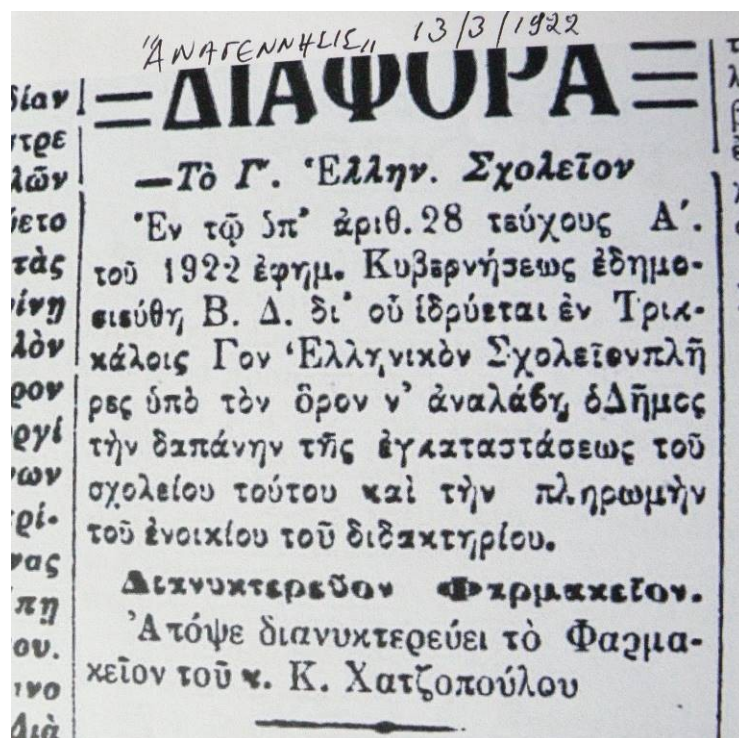 "ΑΝΑΓΕΝΝΗΣΙΣ" 13/3/1922
ΔΙΑΦΟΡΑ
—Τὸ Γ′. Ἑλλην. Σχολεῖον
Ἐν τῷ ὑπ' ἀριθ. 28 τεύχους Α′.
τοῦ 1922 ἐφημ. Κυβερνήσεως ἐδημο-
σιεύθη Β. Δ. δι' οὗ ἱδρύεται ἐν Τρικ-
κάλοις Γον Ἑλληνικὸν Σχολεῖονπλῆ
ρες ὑπὸ τὸν ὅρον ν' ἀναλάβῃ ὁΔῆμος
τὴν δαπάνην τῆς ἐγκαταστάσεως τοῦ
σχολείου τούτου καὶ τὴν πληρωμὴν
τοῦ ἐνοικίου τοῦ διδακτηρίου.
Διανυκτερεῦον Φαρμακεῖον.
Ἀπόψε διανυκτερεύει τὸ Φαρμα-
κεῖον τοῦ κ. Κ. Χατζοπούλου